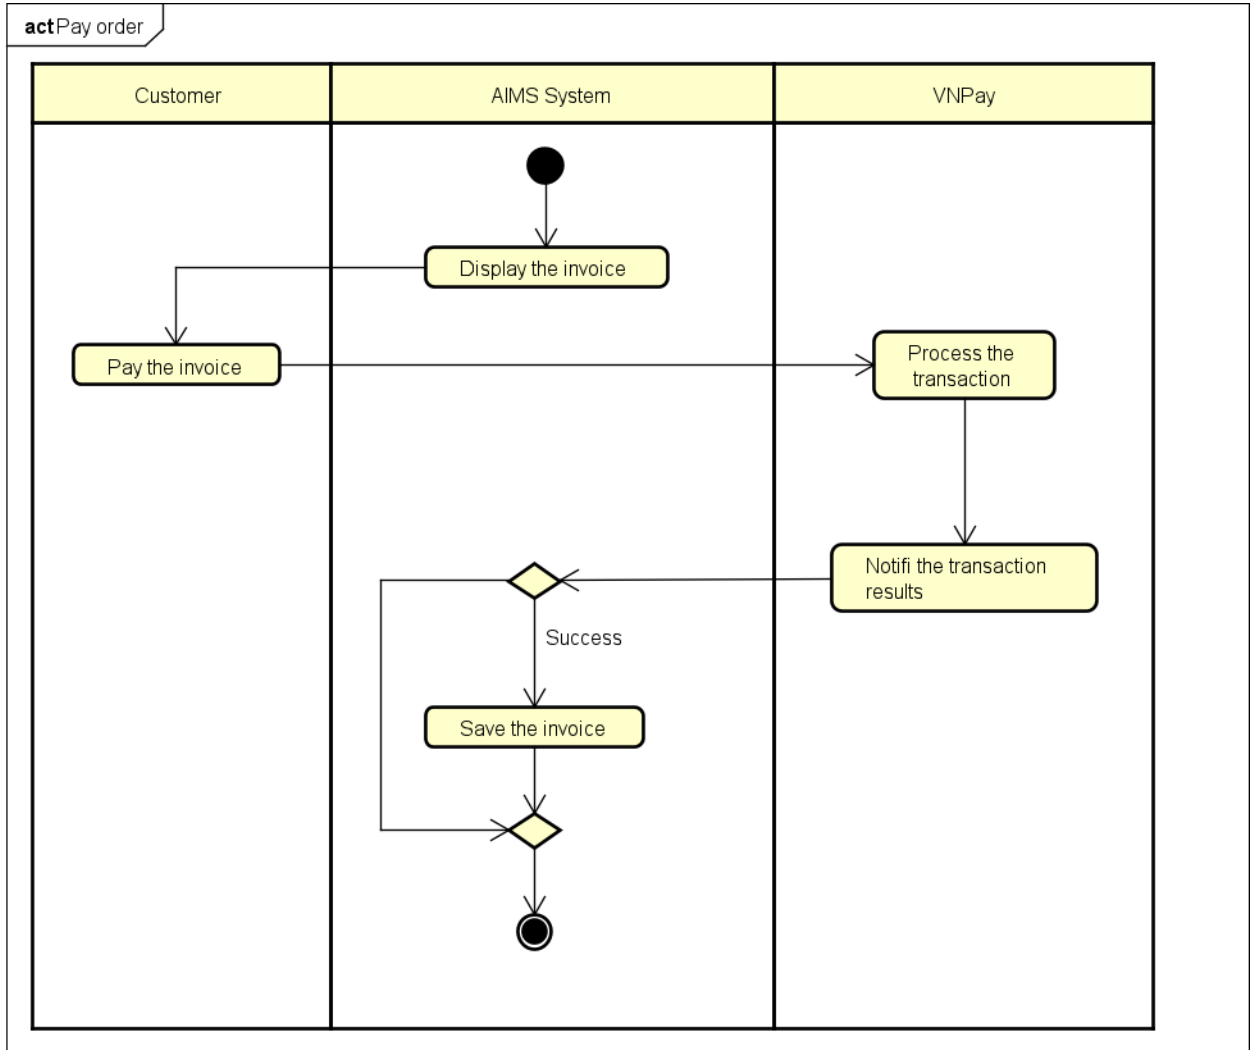 act Pay order
Customer
AIMS System
VNPay
Display the invoice
Pay the invoice
Process the
transaction
Notifi the transaction
results
Success
Save the invoice